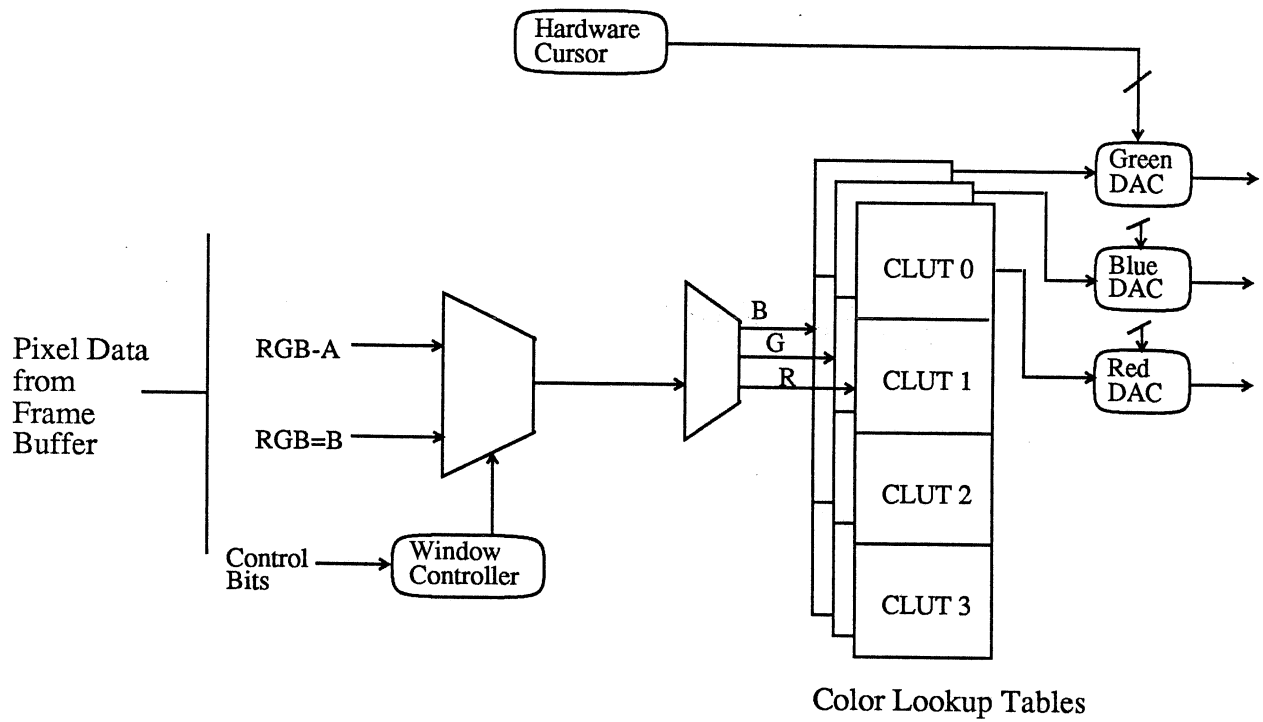 Hardware
Cursor
Green
DAC
Blue
DAC
Red
DAC
CLUT 0
CLUT 1
CLUT 2
CLUT 3
B
G
R
Pixel Data
from
Frame
Buffer
RGB-A
RGB=B
Control
Bits
Window
Controller
Color Lookup Tables